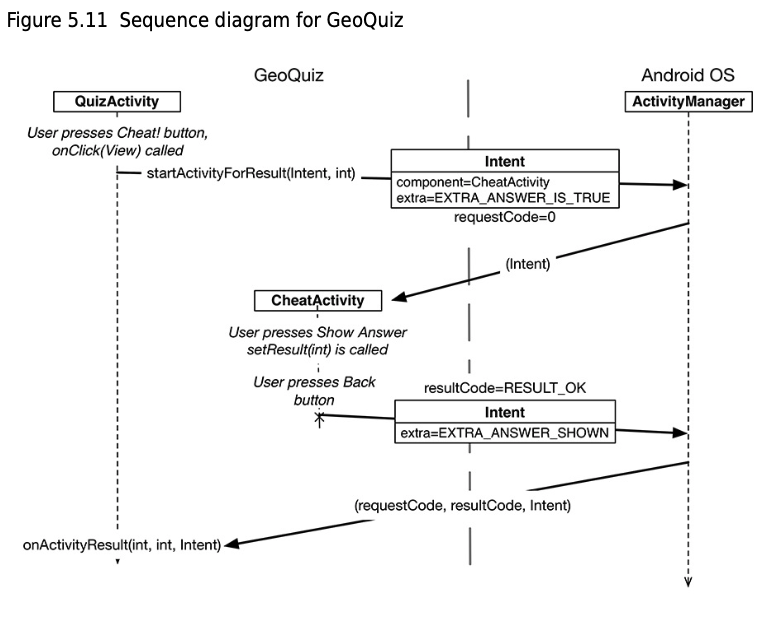 Figure 5.11 Sequence diagram for GeoQuiz
GeoQuiz
Android OS
QuizActivity
ActivityManager
User presses Cheat! button,
onClick(View) called
startActivityForResult(Intent, int)
Intent
component=CheatActivity
extra=EXTRA_ANSWER_IS_TRUE
requestCode=0
(Intent)
CheatActivity
User presses Show Answer
setResult(int) is called
User presses Back
button
resultCode=RESULT_OK
Intent
extra=EXTRA_ANSWER_SHOWN
(requestCode, resultCode, Intent)
onActivityResult(int, int, Intent)